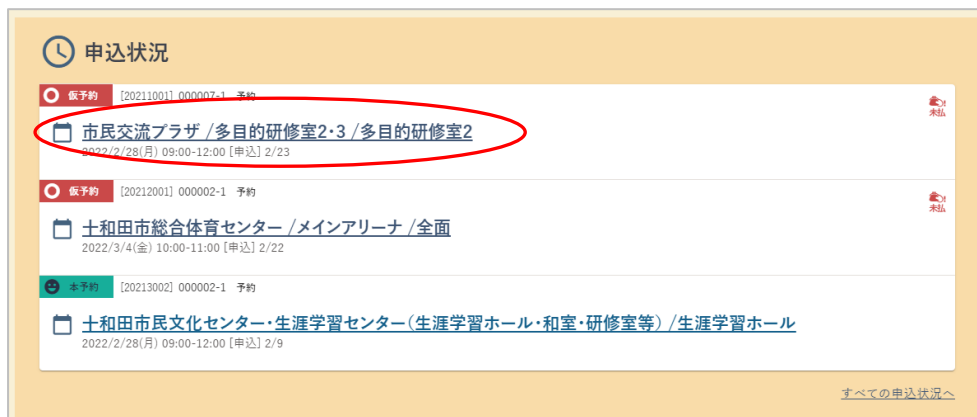 申込状況
仮予約 [20211001] 000007-1 予約
未払
市民交流プラザ /多目的研修室2・3 /多目的研修室2
2022/2/28(月) 09:00-12:00 [申込] 2/23
仮予約 [20212001] 000002-1 予約
未払
十和田市総合体育センター /メインアリーナ /全面
2022/3/4(金) 10:00-11:00 [申込] 2/22
本予約 [20213002] 000002-1 予約
十和田市民文化センター・生涯学習センター(生涯学習ホール・和室・研修室等) /生涯学習ホール
2022/2/28(月) 09:00-12:00 [申込] 2/9
すべての申込状況へ